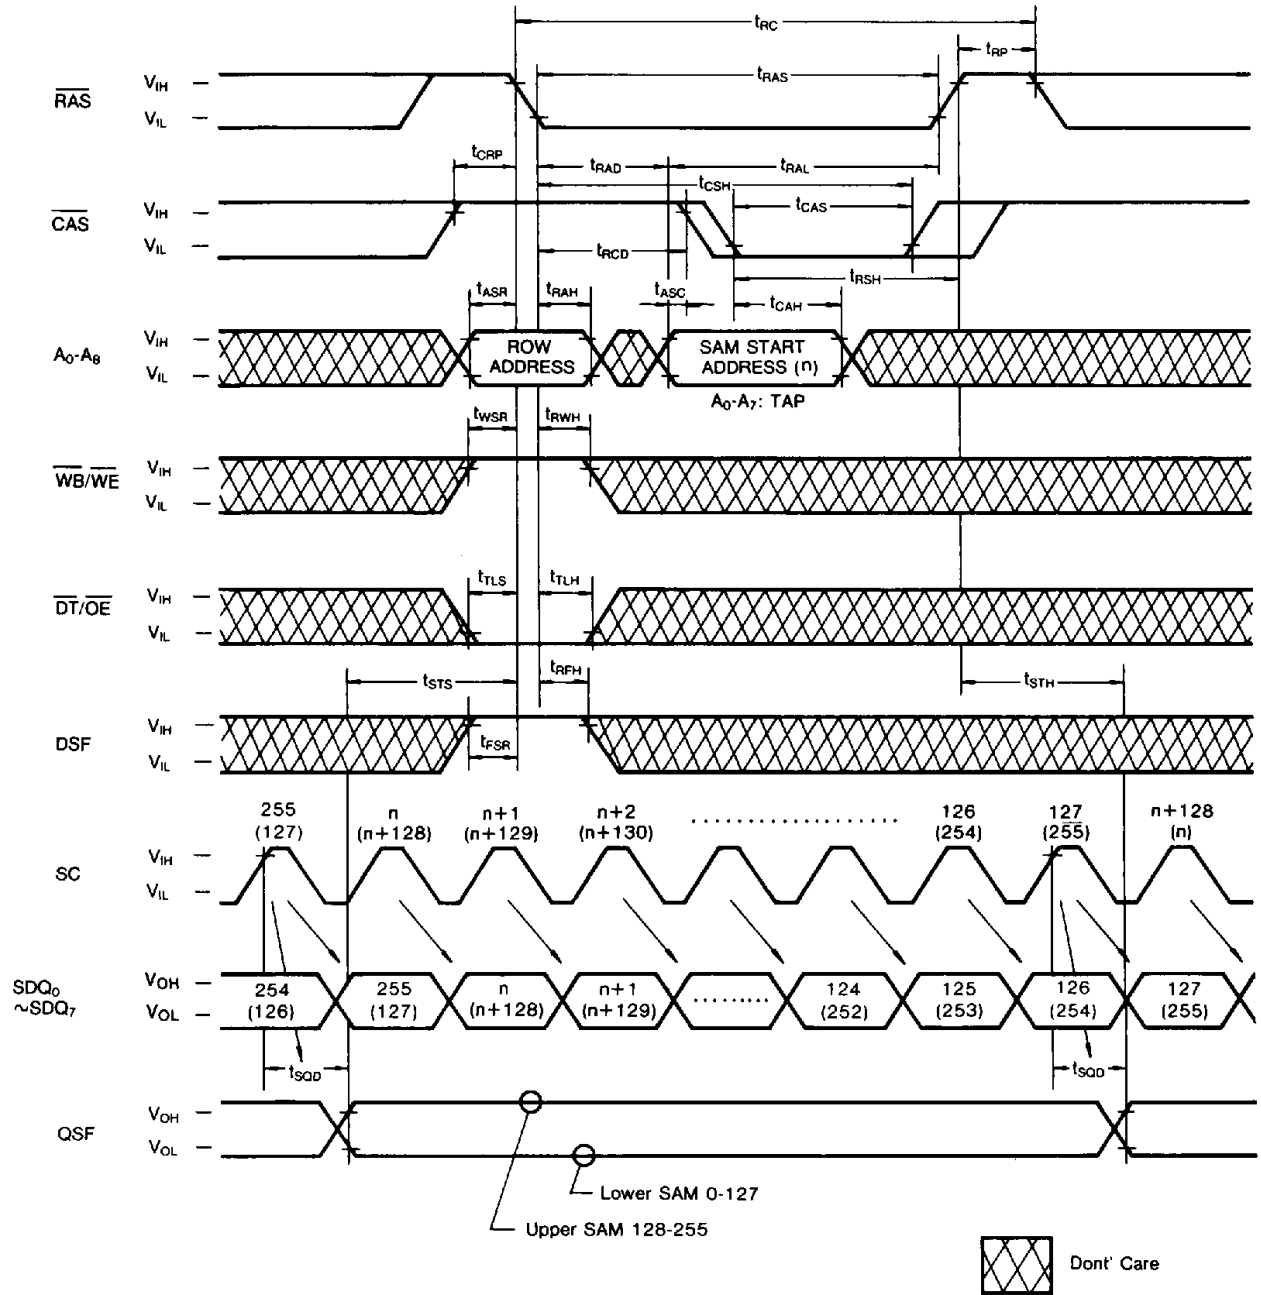 tRC
tRP
RAS
VIH
VIL
tRAS
tCRP
tRAD
tRAL
tCSH
CAS
VIH
VIL
tCAS
tRCD
tRSH
tASR
tRAH
tASC
tCAH
A0-A8
VIH
VIL
ROW
ADDRESS
SAM START
ADDRESS (n)
A0-A7: TAP
tWSR
tRWH
WB/WE
VIH
VIL
tTLS
tTLH
DT/OE
VIH
VIL
tSTS
tRFH
tSTH
DSF
VIH
VIL
tFSR
255
(127)
n
(n+128)
n+1
(n+129)
n+2
(n+130)
126
(254)
127
(255)
n+128
(n)
SC
VIH
VIL
SDQ0
~SDQ7
VOH
VOL
254
(126)
255
(127)
n
(n+128)
n+1
(n+129)
124
(252)
125
(253)
126
(254)
127
(255)
tSQD
tSQD
QSF
VOH
VOL
Lower SAM 0-127
Upper SAM 128-255
Dont' Care